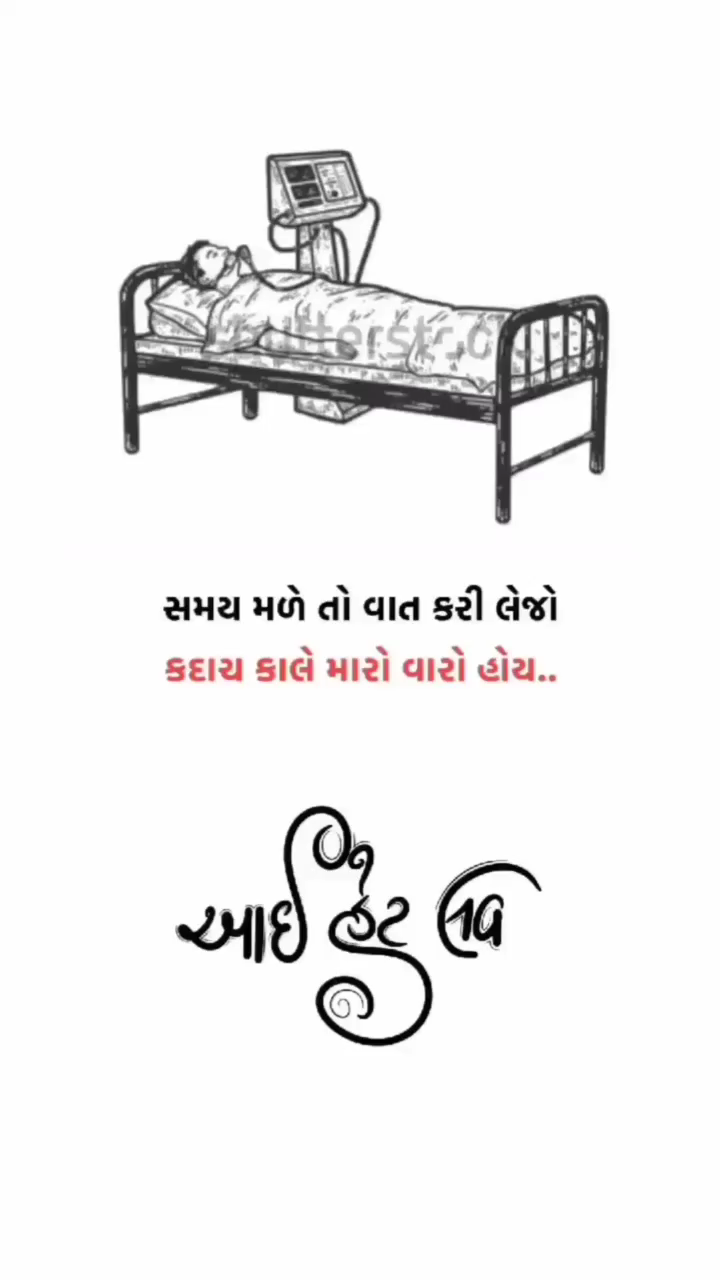 shutterstock
સમય મળે તો વાત કરી લેજો
કદાચ કાલે મારો વારો હોય..
આઈ હેટ લવ